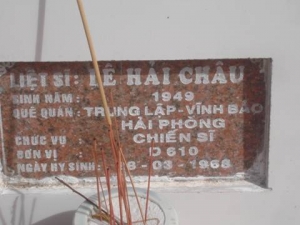 LIỆT SĨ: LÊ HẢI CHÂU
SINH NĂM : 1949
QUÊ QUÁN : TRUNG LẬP-VĨNH BẢO
HẢI PHÒNG
CHỨC VỤ : CHIẾN SĨ
ĐƠN VỊ : D 610
NGÀY HY SINH: 8-03-1968